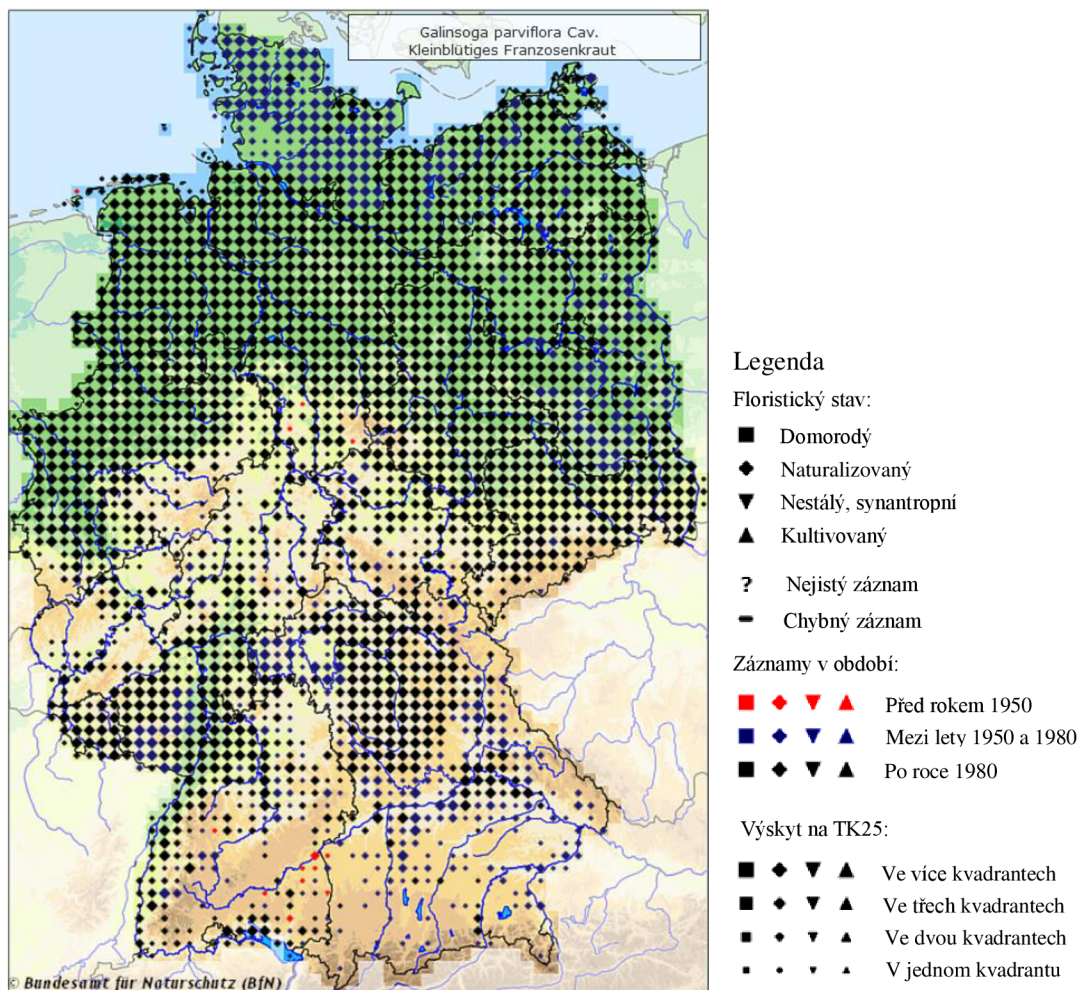 Galinsoga parviflora Cav.
Kleinblütiges Franzosenkraut
Legenda
Floristický stav:
Domorodý
Naturalizovaný
Nestálý, synantropní
Kultivovaný
? Nejistý záznam
Chybný záznam
Záznamy v období:
Před rokem 1950
Mezi lety 1950 a 1980
Po roce 1980
Výskyt na TK25:
Ve více kvadrantech
Ve třech kvadrantech
Ve dvou kvadrantech
V jednom kvadrantu
© Bundesamt für Naturschutz (BfN)